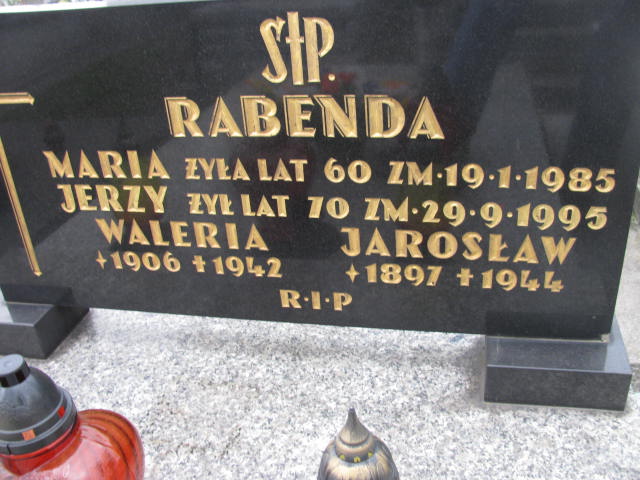 Ś†P.
RABENDA
MARIA ŻYŁA LAT 60 ZM·19·1·1985
JERZY ŻYŁ LAT 70 ZM·29·9·1995
WALERIA JAROSŁAW
1906 †1942 1897 †1944
R·I·P